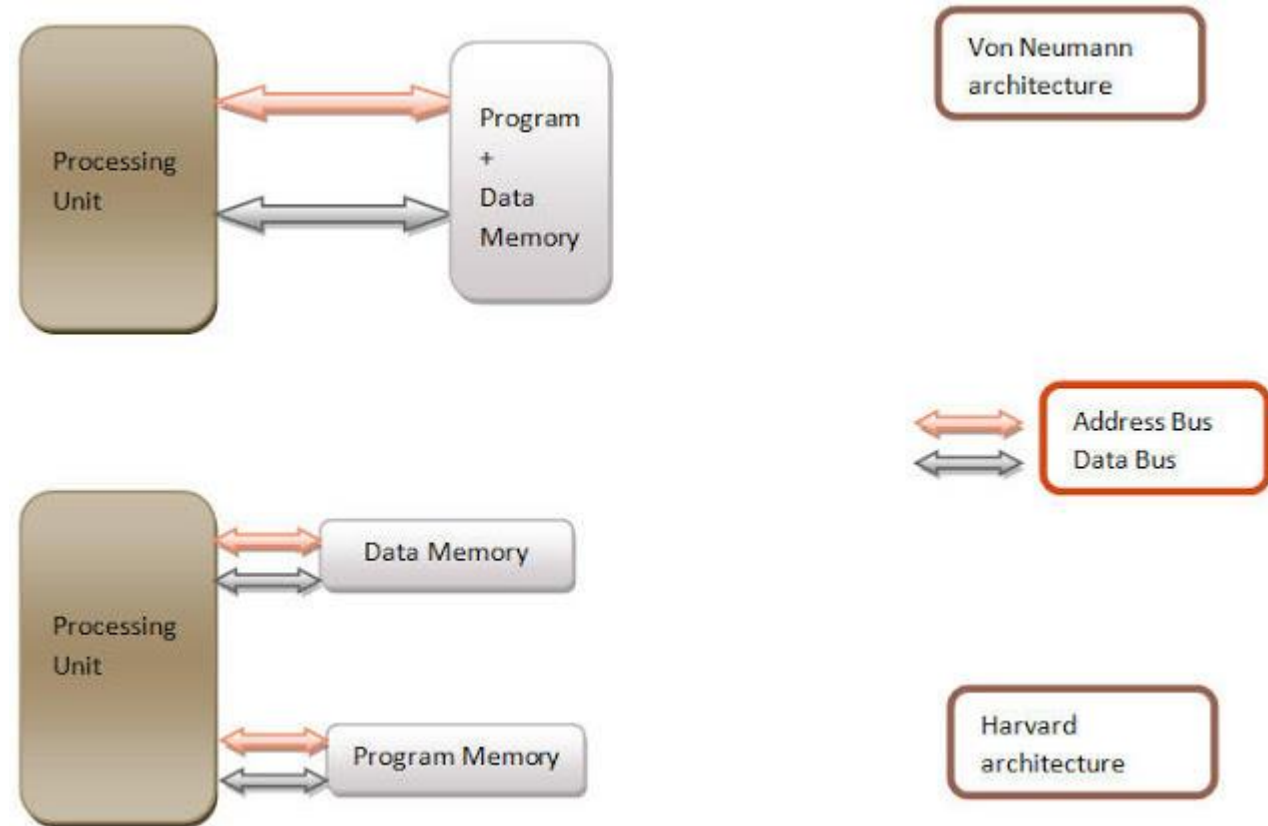 Processing
Unit
Program
+
Data
Memory
Von Neumann
architecture
Address Bus
Data Bus
Processing
Unit
Data Memory
Program Memory
Harvard
architecture